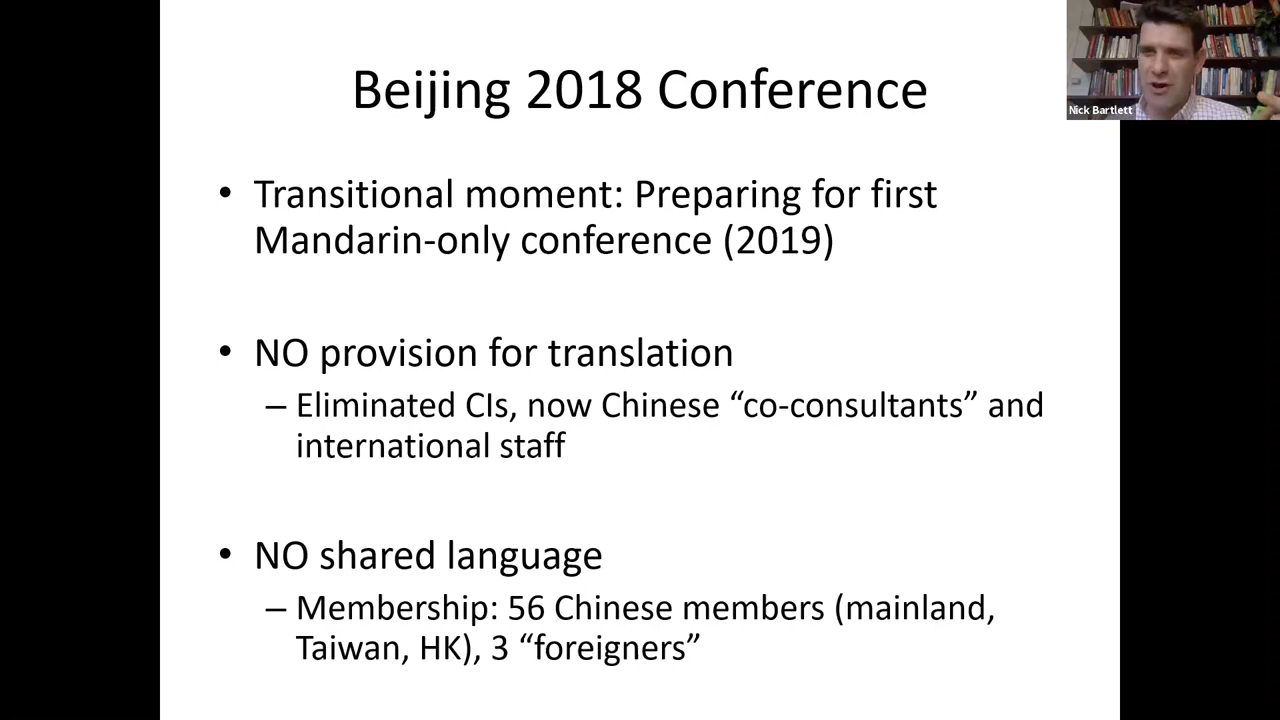 Beijing 2018 Conference
Nick Bartlett
• Transitional moment: Preparing for first
Mandarin-only conference (2019)
• NO provision for translation
– Eliminated CIs, now Chinese “co-consultants” and
international staff
• NO shared language
– Membership: 56 Chinese members (mainland,
Taiwan, HK), 3 “foreigners”